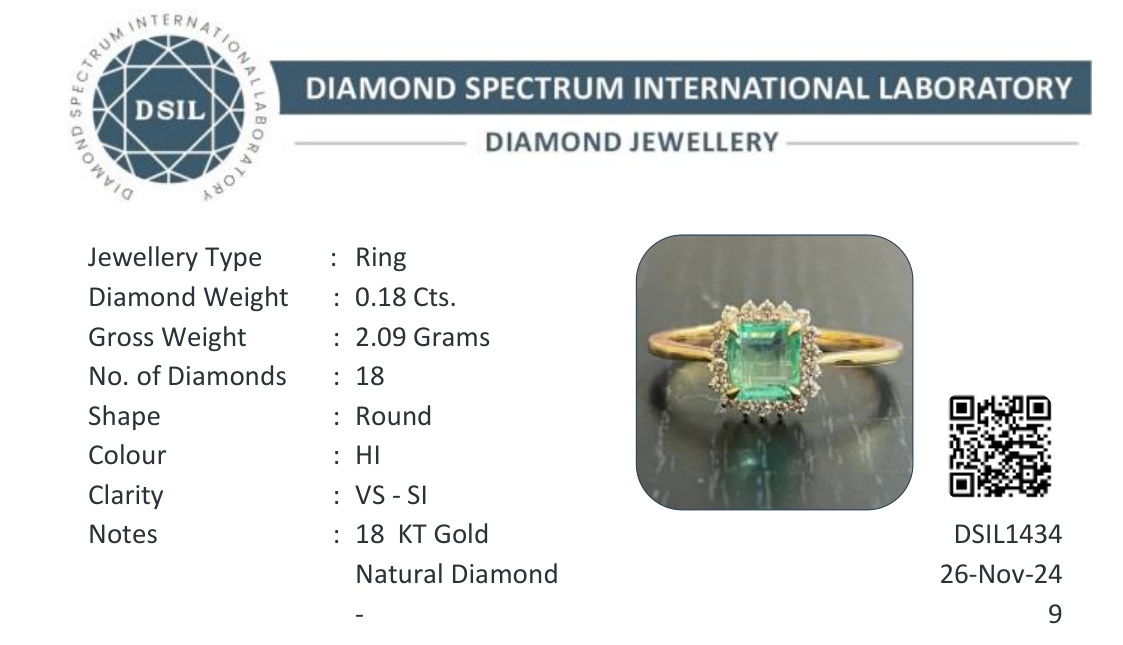 DIAMOND SPECTRUM INTERNATIONAL LABORATORY
DSIL
DIAMOND SPECTRUM INTERNATIONAL LABORATORY
DIAMOND JEWELLERY
Jewellery Type : Ring
Diamond Weight : 0.18 Cts.
Gross Weight : 2.09 Grams
No. of Diamonds : 18
Shape : Round
Colour : HI
Clarity : VS - SI
Notes : 18 KT Gold
Natural Diamond
-
DSIL1434
26-Nov-24
9